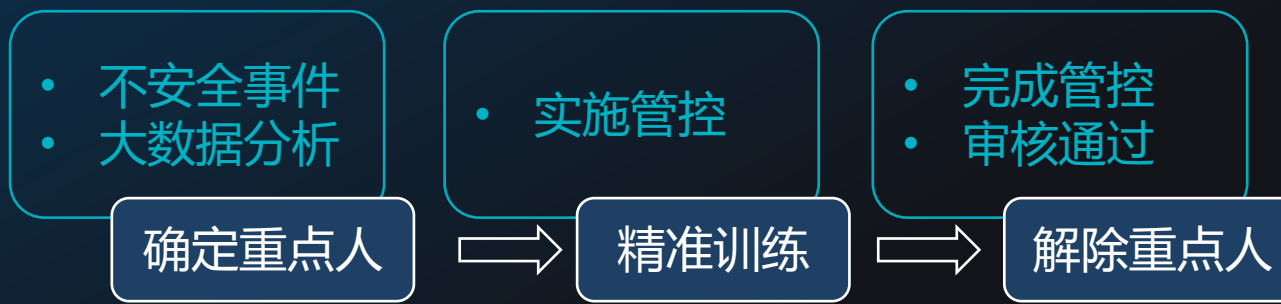 • 不安全事件
• 大数据分析
确定重点人
• 实施管控
精准训练
• 完成管控
• 审核通过
解除重点人